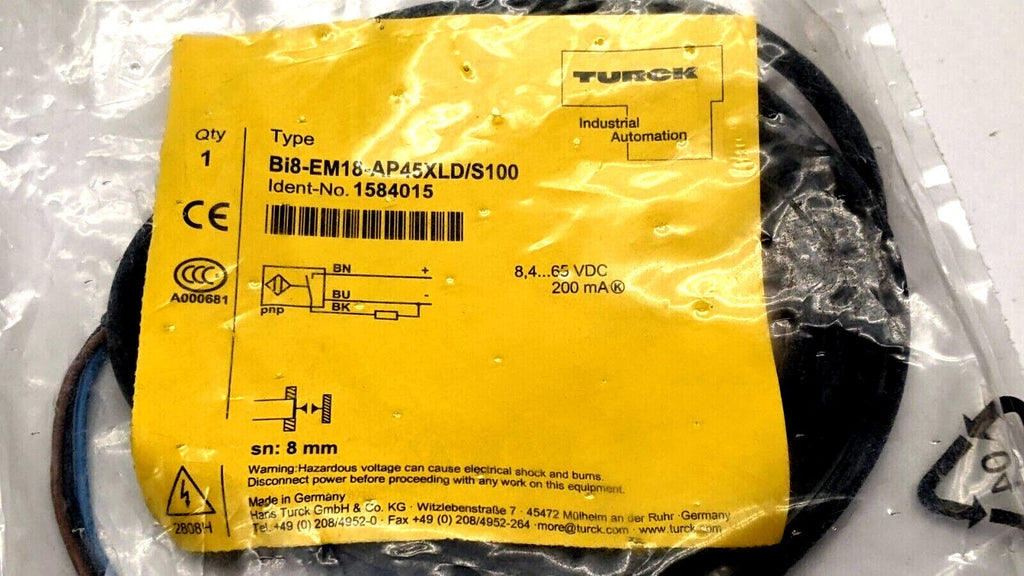 TURCK
Industrial
Automation
Qty
1
Type
Bi8-EM18-AP45XLD/S100
Ident-No. 1584015
CE
CCC
A000681
BN +
BU -
BK
pnp
8,4...65 VDC
200 mAⓀ
sn: 8 mm
Warning:Hazardous voltage can cause electrical shock and burns.
Disconnect power before proceeding with any work on this equipment.
2808H
Made in Germany
Hans Turck GmbH & Co. KG · Witzlebenstraße 7 · 45472 Mülheim an der Ruhr ·Germany
Tel.+49 (0) 208/4952-0 · Fax +49 (0) 208/4952-264 ·more@turck.com · www.turck.com
04